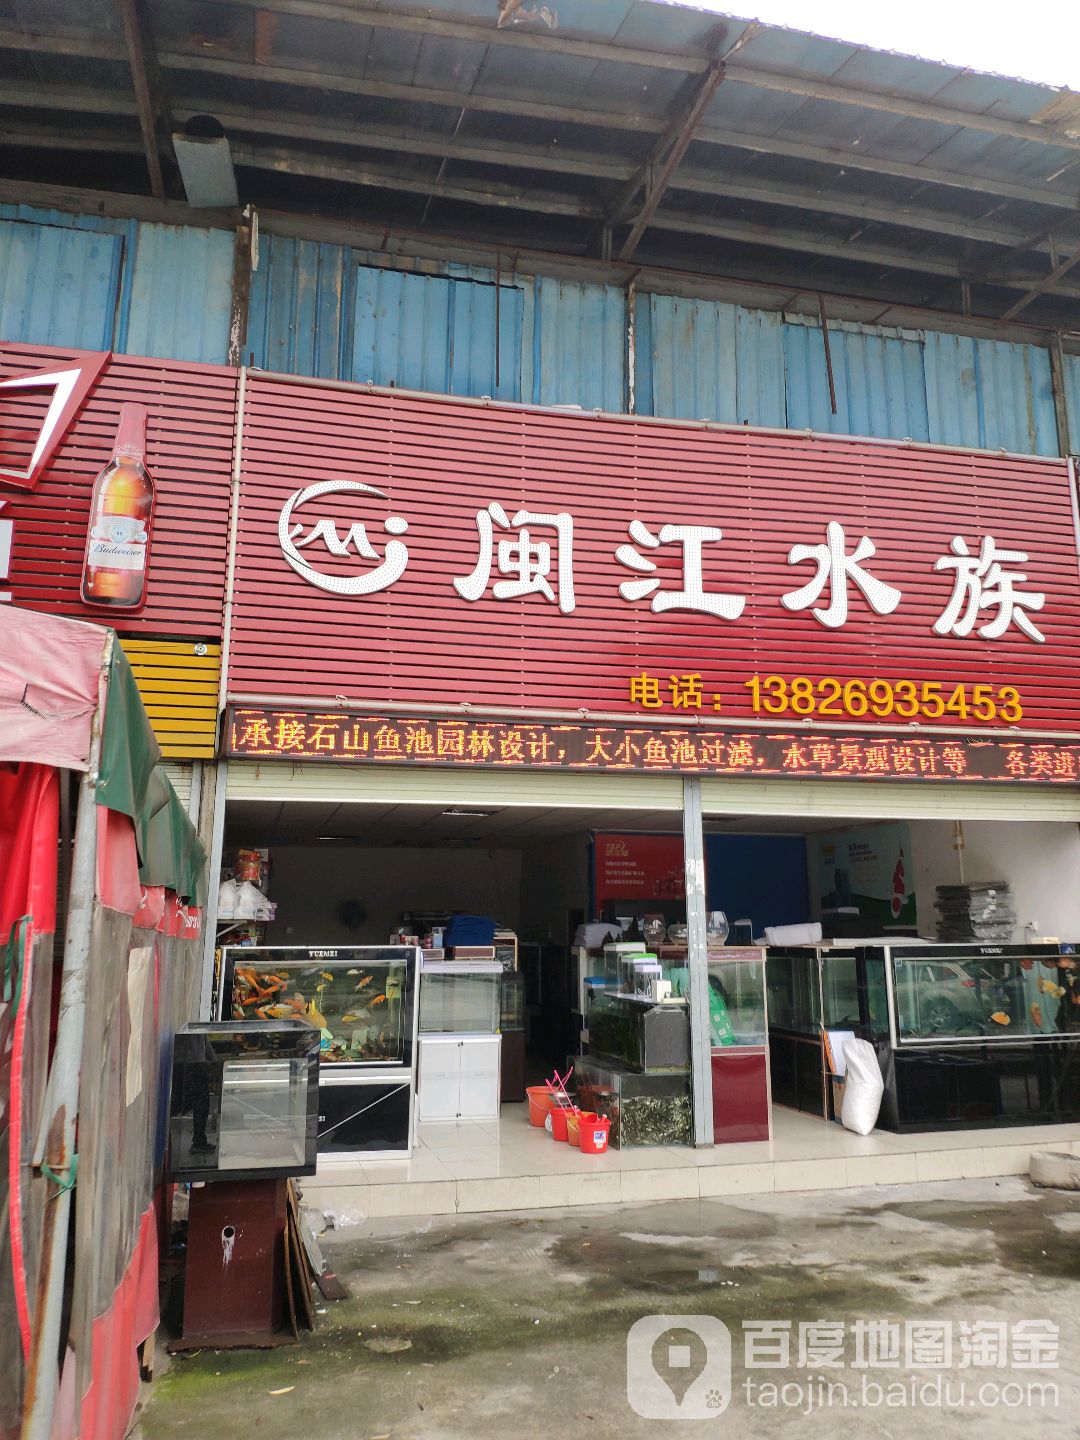 闽江水族
电话：13826935453
承接石山鱼池园林设计，大小鱼池过滤，水草景观设计等 各类进
Budweiser
YUEMEI
YUEMEI
百度地图淘金
taojin.baidu.com